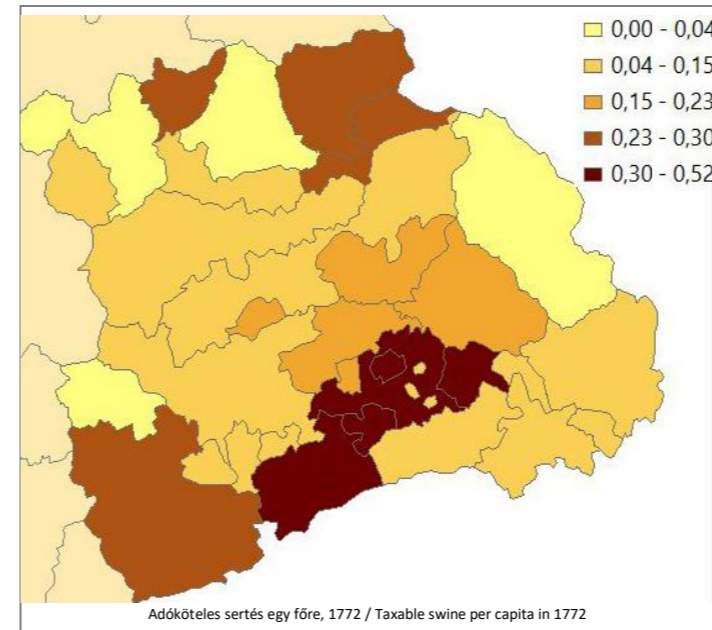 0,00 - 0,04
0,04 - 0,15
0,15 - 0,23
0,23 - 0,30
0,30 - 0,52
Adóköteles sertés egy főre, 1772 / Taxable swine per capita in 1772